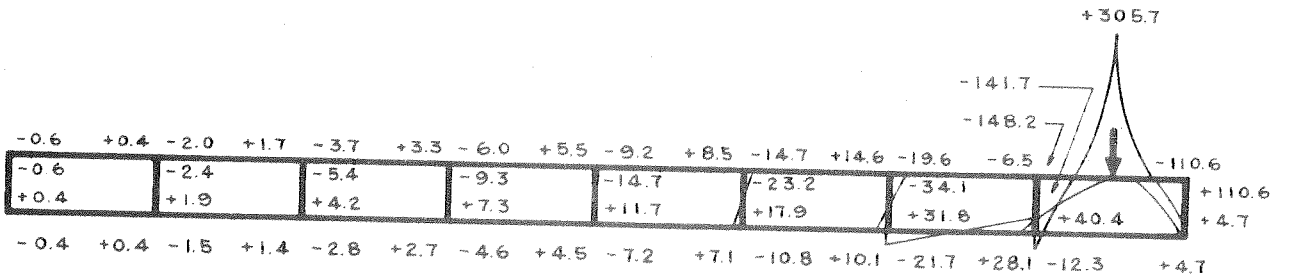 +305.7
-141.7
-148.2
-0.6 +0.4 -2.0 +1.7 -3.7 +3.3 -6.0 +5.5 -9.2 +8.5 -14.7 +14.6 -19.6 -6.5 -110.6
-0.6 -2.4 -5.4 -9.3 -14.7 -23.2 -34.1 +110.6
+0.4 +1.9 +4.2 +7.3 +11.7 +17.9 +31.8 +40.4 +4.7
-0.4 +0.4 -1.5 +1.4 -2.8 +2.7 -4.6 +4.5 -7.2 +7.1 -10.8 +10.1 -21.7 +28.1 -12.3 +4.7